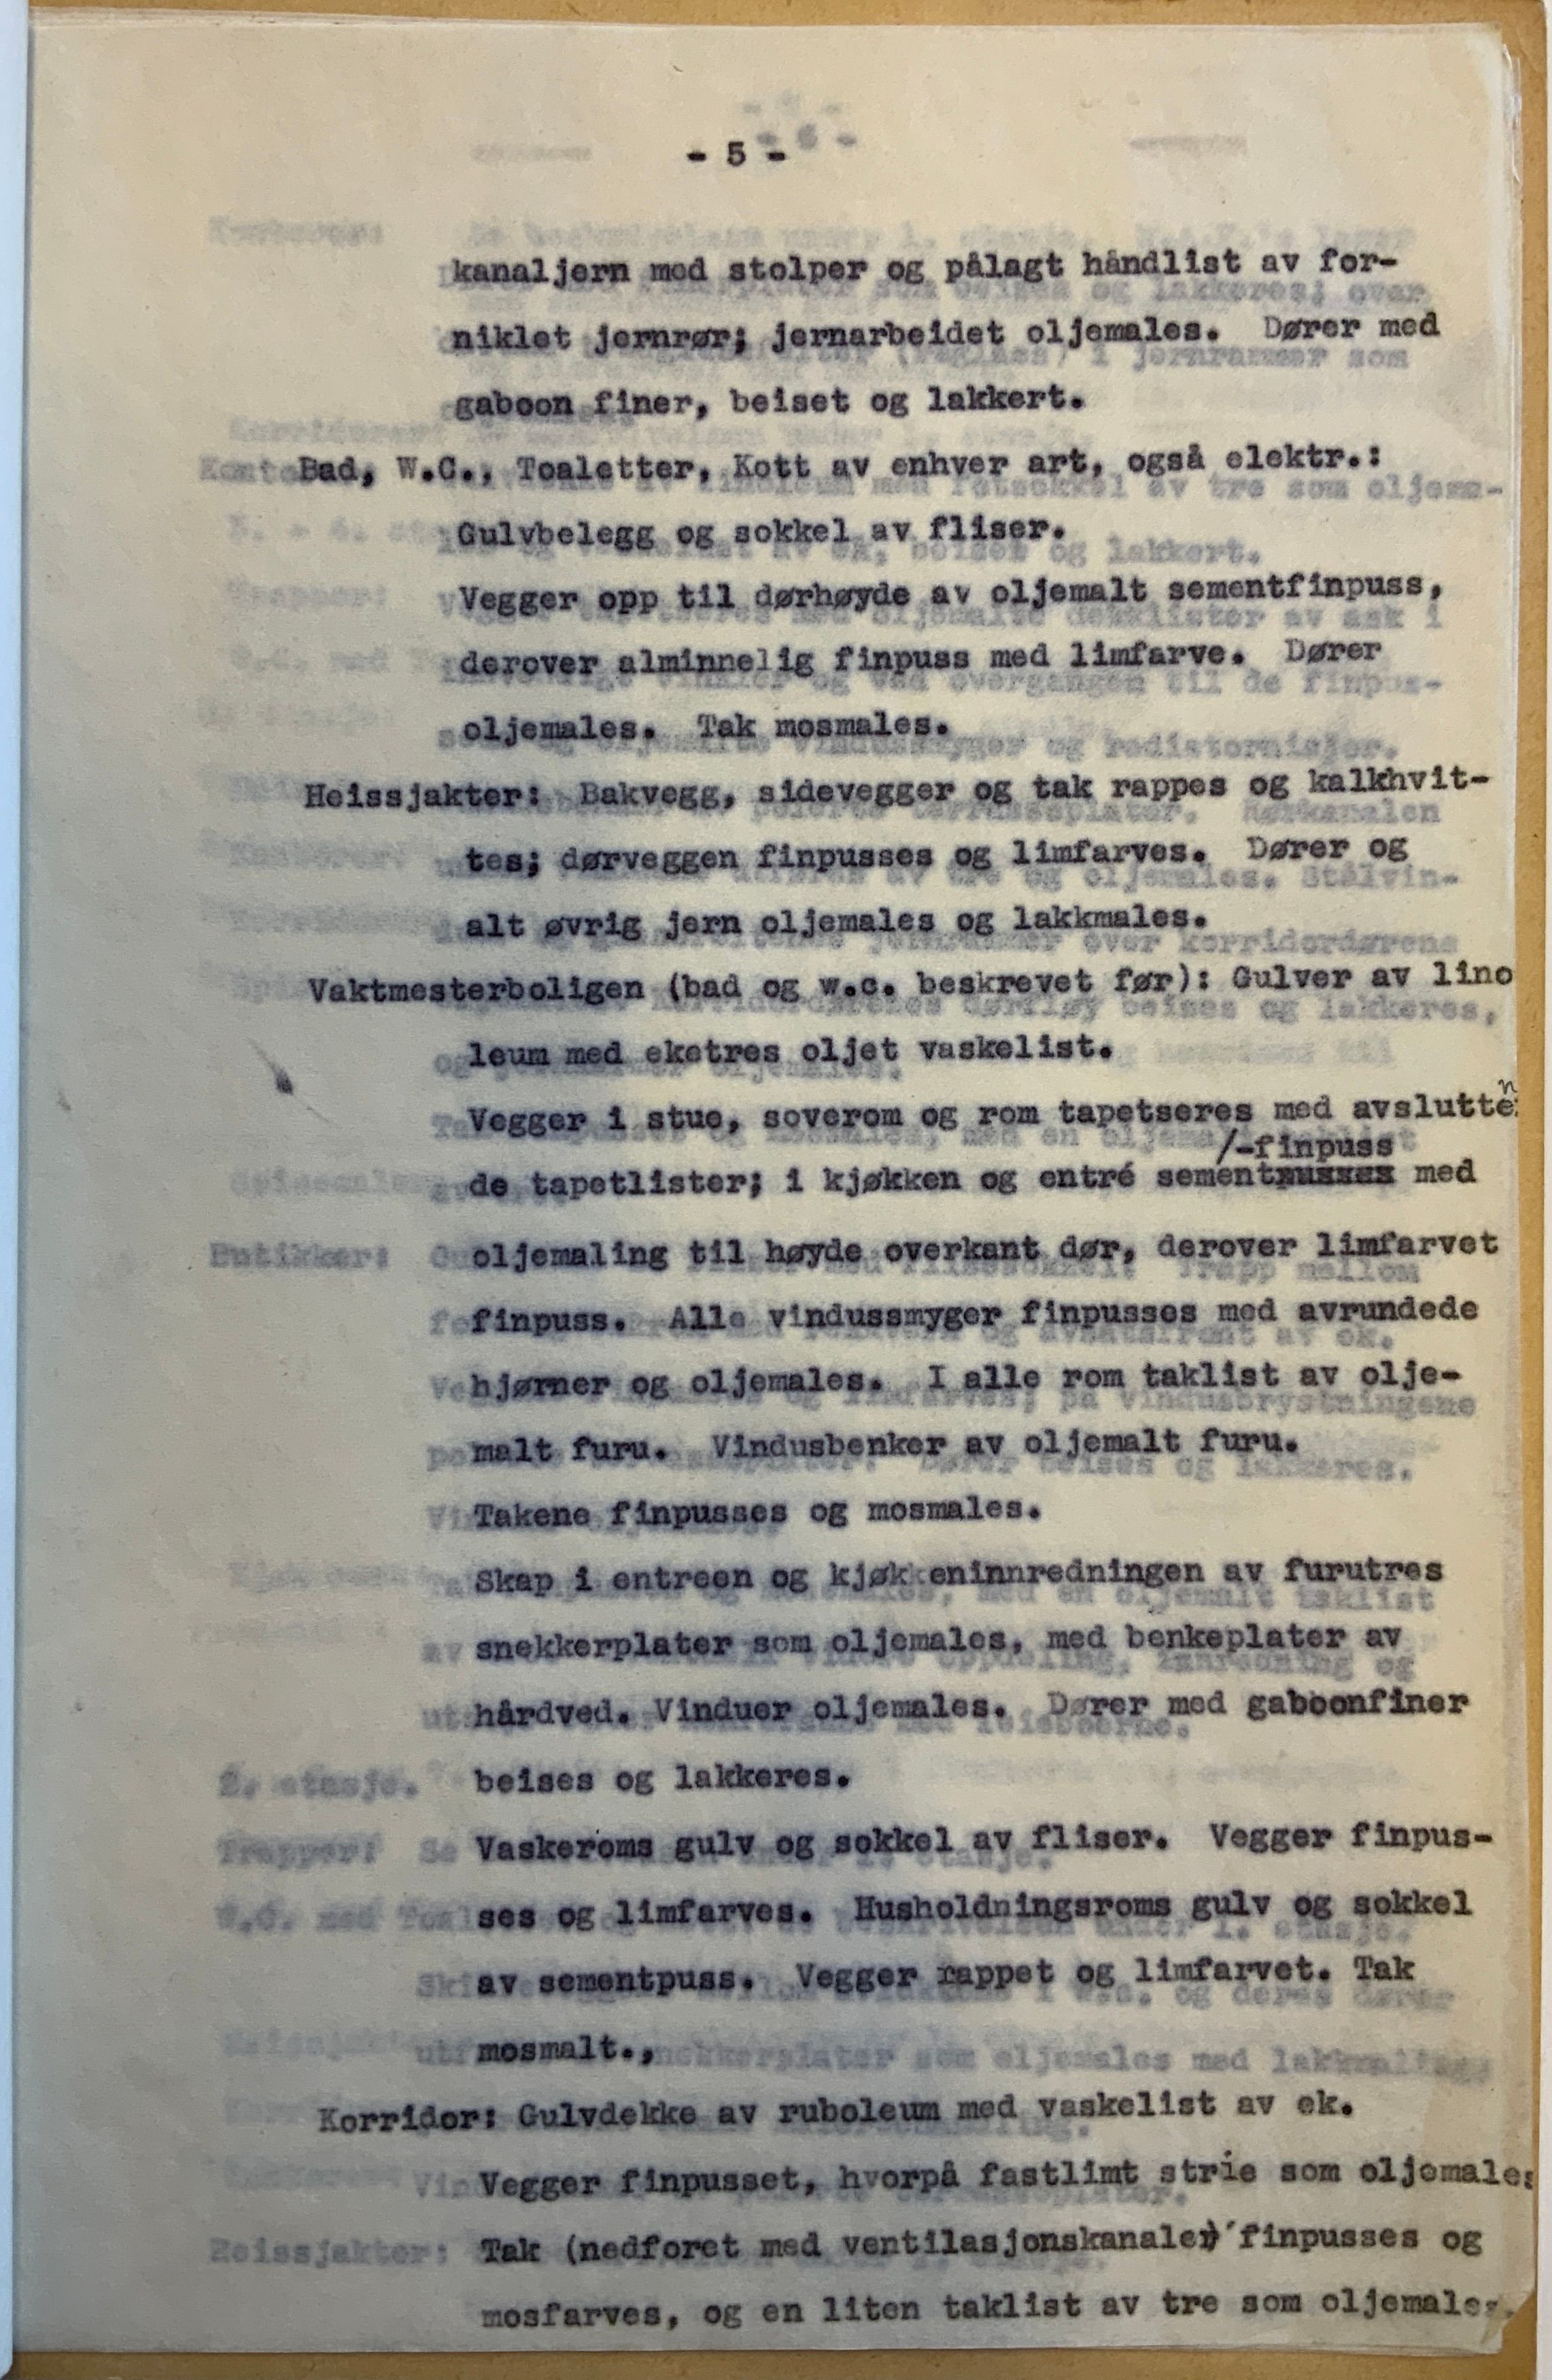 - 5 -
kanaljern med stolper og pålagt håndlist av for-
niklet jernrør; jernarbeidet oljemales. Dører med
gaboon finer, beiset og lakkert.
Bad, W.C., Toaletter, Kott av enhver art, også elektr.:
Gulvbelegg og sokkel av fliser.
Vegger opp til dørhøyde av oljemalt sementfinpuss,
derover alminnelig finpuss med limfarve. Dører
oljemales. Tak mosmales.
Heissjakter: Bakvegg, sidevegger og tak rappes og kalkhvit-
tes; dørveggen finpusses og limfarves. Dører og
alt øvrig jern oljemales og lakkmales.
Vaktmesterboligen (bad og w.c. beskrevet før): Gulver av lino
leum med eketres oljet vaskelist.
Vegger i stue, soverom og rom tapetseres med avslutten
/-finpuss
de tapetlister; i kjøkken og entré sement med
oljemaling til høyde overkant dør, derover limfarvet
finpuss. Alle vindussmyger finpusses med avrundede
hjørner og oljemales. I alle rom taklist av olje-
malt furu. Vindusbenker av oljemalt furu.
Takene finpusses og mosmales.
Skap i entreen og kjøkkeninnredningen av furutres
snekkerplater som oljemales, med benkeplater av
hårdved. Vinduer oljemales. Dører med gaboonfiner
beises og lakkeres.
Vaskeroms gulv og sokkel av fliser. Vegger finpus-
ses og limfarves. Husholdningsroms gulv og sokkel
av sementpuss. Vegger rappet og limfarvet. Tak
mosmalt.,
Korridor: Gulvdekke av ruboleum med vaskelist av ek.
Vegger finpusset, hvorpå fastlimt strie som oljemales
Tak (nedforet med ventilasjonskanaler) finpusses og
mosfarves, og en liten taklist av tre som oljemales.